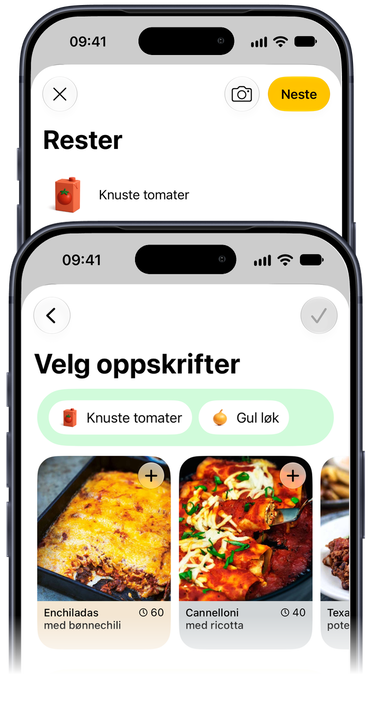 09:41
Neste
Rester
Knuste tomater
09:41
Velg oppskrifter
Knuste tomater
Gul løk
Enchiladas 60
med bønnechili
Cannelloni 40
med ricotta
Texa
pote